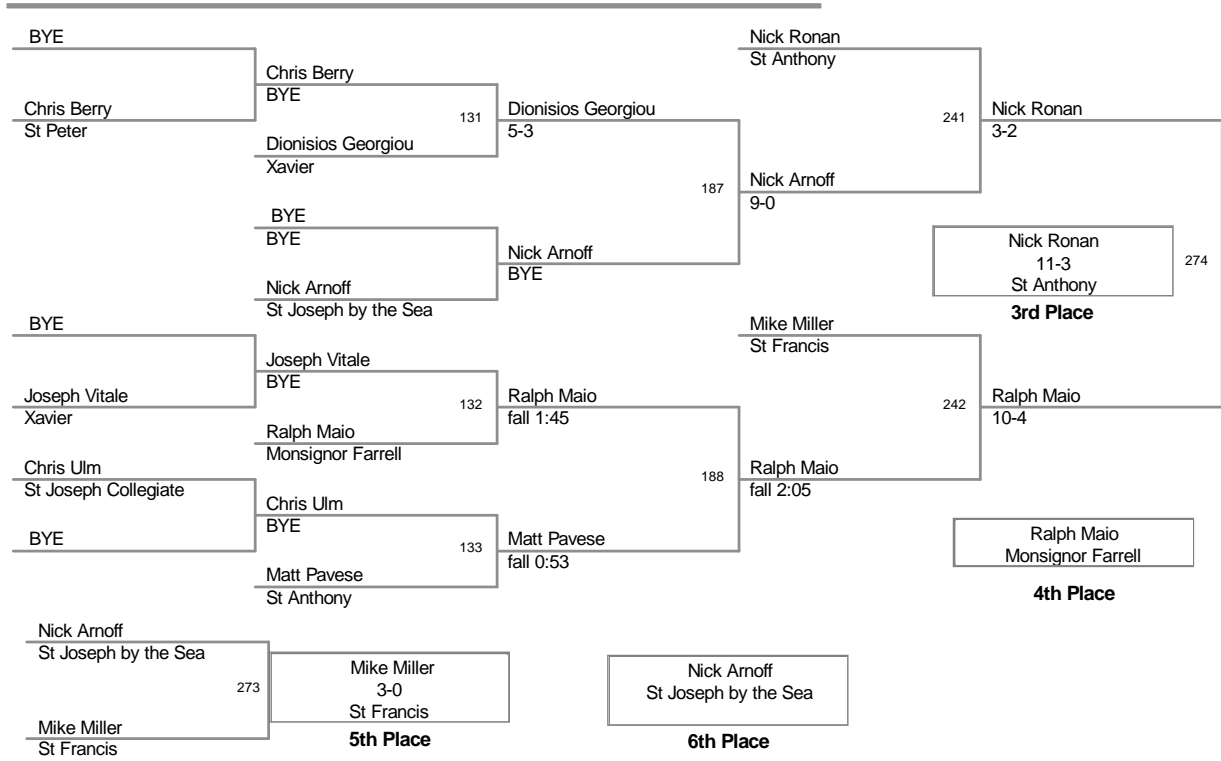 BYE
Chris Berry
St Peter
Chris Berry
BYE
131
Dionisios Georgiou
Xavier
Dionisios Georgiou
5-3
BYE
BYE
Nick Arnoff
St Joseph by the Sea
Nick Arnoff
BYE
187
Nick Arnoff
9-0
Nick Ronan
St Anthony
241
Nick Ronan
3-2
Nick Ronan
11-3
St Anthony
274
3rd Place
BYE
Joseph Vitale
Xavier
Joseph Vitale
BYE
132
Ralph Maio
Monsignor Farrell
Ralph Maio
fall 1:45
Chris Ulm
St Joseph Collegiate
BYE
Chris Ulm
BYE
133
Matt Pavese
St Anthony
Matt Pavese
fall 0:53
188
Ralph Maio
fall 2:05
Mike Miller
St Francis
242
Ralph Maio
10-4
Ralph Maio
Monsignor Farrell
4th Place
Nick Arnoff
St Joseph by the Sea
273
Mike Miller
St Francis
Mike Miller
3-0
St Francis
5th Place
Nick Arnoff
St Joseph by the Sea
6th Place